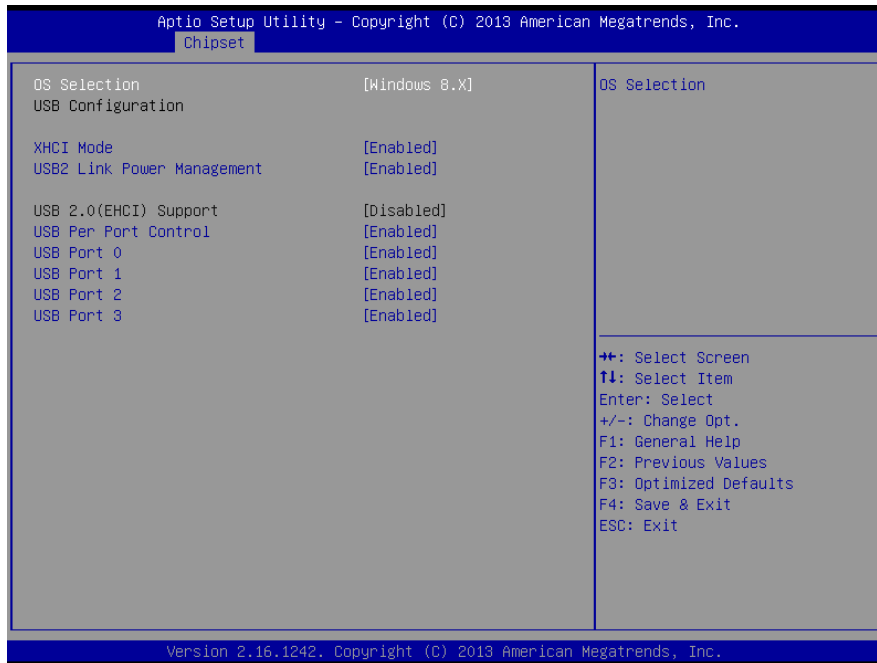 Aptio Setup Utility – Copyright (C) 2013 American Megatrends, Inc.
Chipset
OS Selection [Windows 8.X]
USB Configuration
XHCI Mode [Enabled]
USB2 Link Power Management [Enabled]
USB 2.0(EHCI) Support [Disabled]
USB Per Port Control [Enabled]
USB Port 0 [Enabled]
USB Port 1 [Enabled]
USB Port 2 [Enabled]
USB Port 3 [Enabled]
OS Selection
→←: Select Screen
↑↓: Select Item
Enter: Select
+/-: Change Opt.
F1: General Help
F2: Previous Values
F3: Optimized Defaults
F4: Save & Exit
ESC: Exit
Version 2.16.1242. Copyright (C) 2013 American Megatrends, Inc.